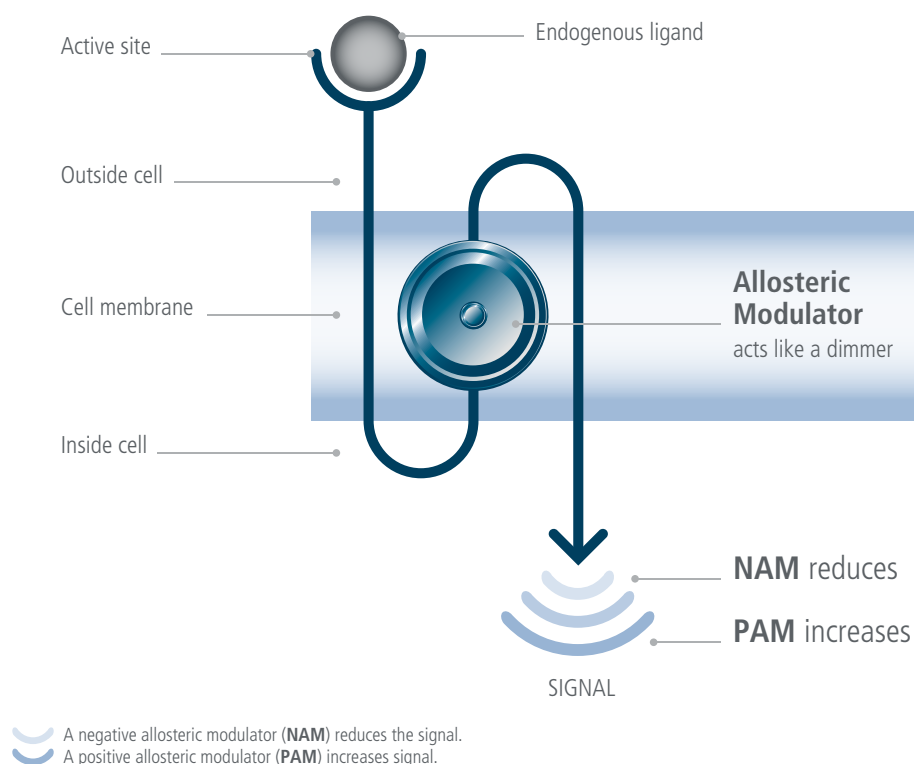 Active site
Endogenous ligand
Outside cell
Cell membrane
Allosteric
Modulator
acts like a dimmer
Inside cell
NAM reduces
PAM increases
SIGNAL
A negative allosteric modulator (NAM) reduces the signal.
A positive allosteric modulator (PAM) increases signal.